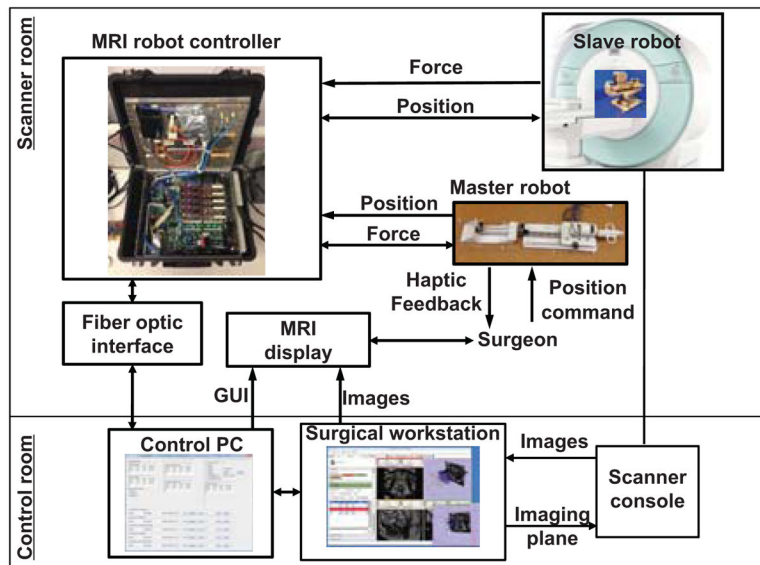 Scanner room
MRI robot controller
Slave robot
Force
Position
Master robot
Position
Force
Haptic
Feedback
Position
command
Fiber optic
interface
MRI
display
Surgeon
GUI
Images
Control room
Control PC
Surgical workstation
Images
Scanner
console
Imaging
plane